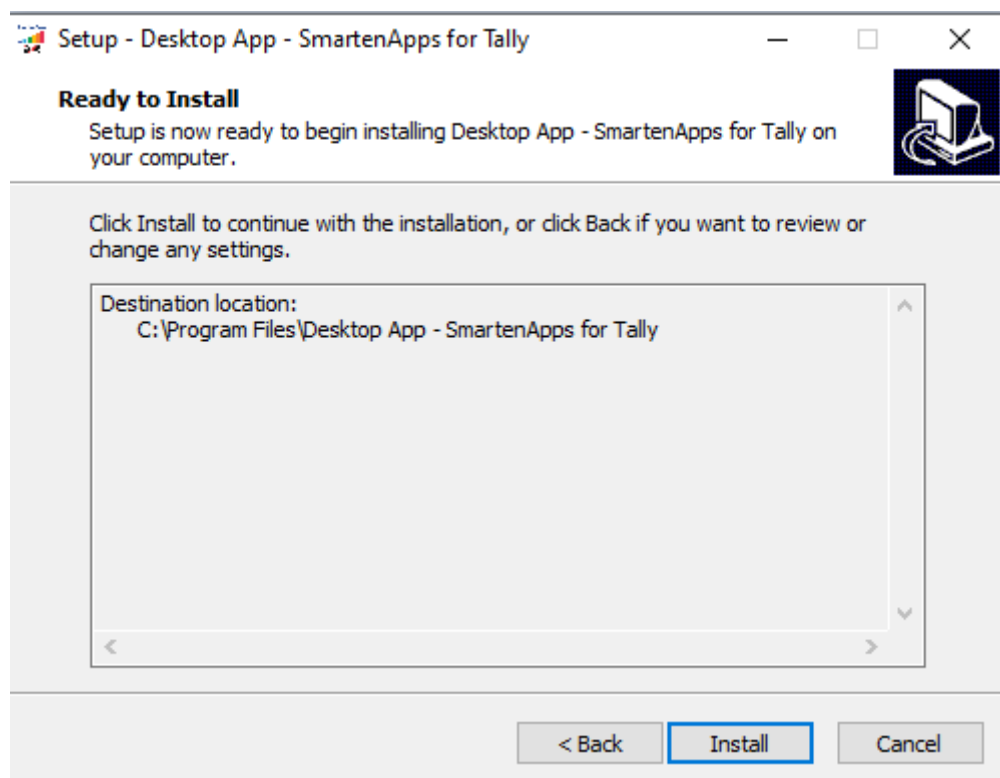 Setup - Desktop App - SmartenApps for Tally
Ready to Install
Setup is now ready to begin installing Desktop App - SmartenApps for Tally on
your computer.
Click Install to continue with the installation, or click Back if you want to review or
change any settings.
Destination location:
C:\Program Files\Desktop App - SmartenApps for Tally
< Back
Install
Cancel